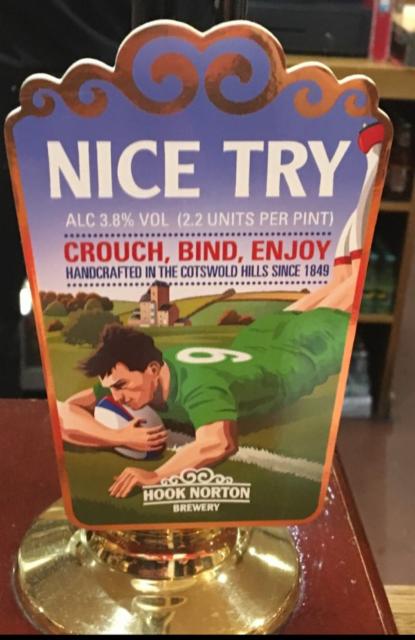 NICE TRY
ALC 3.8% VOL (2.2 UNITS PER PINT)
CROUCH, BIND, ENJOY
HANDCRAFTED IN THE COTSWOLD HILLS SINCE 1849
9
HOOK NORTON
BREWERY